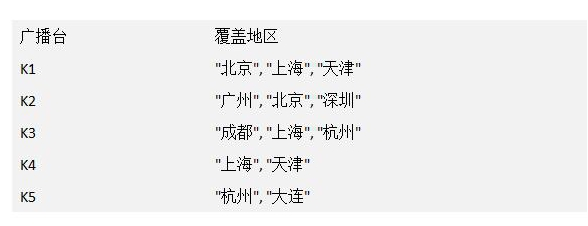 广播台 覆盖地区
K1 "北京", "上海", "天津"
K2 "广州", "北京", "深圳"
K3 "成都", "上海", "杭州"
K4 "上海", "天津"
K5 "杭州", "大连"